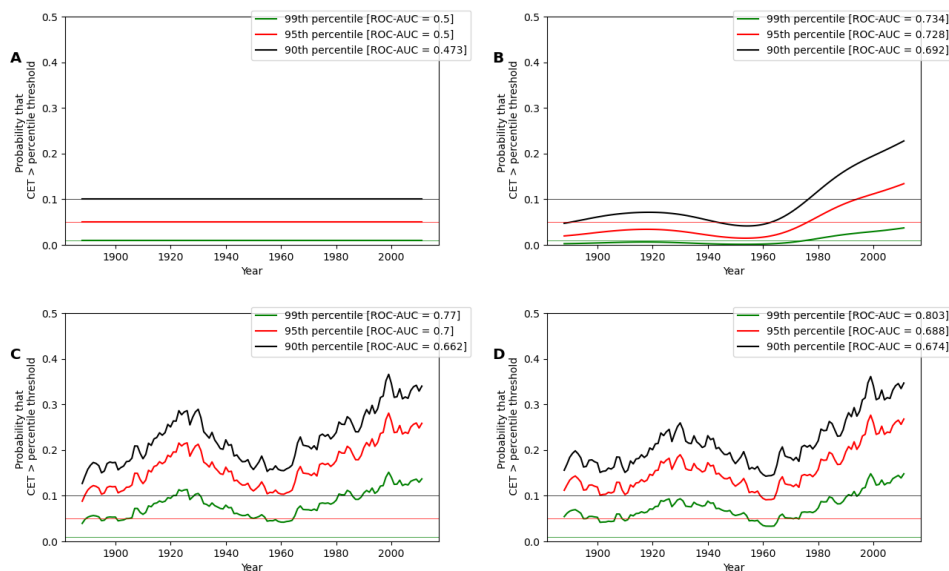 99th percentile [ROC-AUC = 0.5]
95th percentile [ROC-AUC = 0.5]
90th percentile [ROC-AUC = 0.473]
A
Probability that
CET > percentile threshold
0.5
0.4
0.3
0.2
0.1
0.0
1900 1920 1940 1960 1980 2000
Year
99th percentile [ROC-AUC = 0.734]
95th percentile [ROC-AUC = 0.728]
90th percentile [ROC-AUC = 0.692]
B
Probability that
CET > percentile threshold
0.5
0.4
0.3
0.2
0.1
0.0
1900 1920 1940 1960 1980 2000
Year
99th percentile [ROC-AUC = 0.77]
95th percentile [ROC-AUC = 0.7]
90th percentile [ROC-AUC = 0.662]
C
Probability that
CET > percentile threshold
0.5
0.4
0.3
0.2
0.1
0.0
1900 1920 1940 1960 1980 2000
Year
99th percentile [ROC-AUC = 0.803]
95th percentile [ROC-AUC = 0.688]
90th percentile [ROC-AUC = 0.674]
D
Probability that
CET > percentile threshold
0.5
0.4
0.3
0.2
0.1
0.0
1900 1920 1940 1960 1980 2000
Year